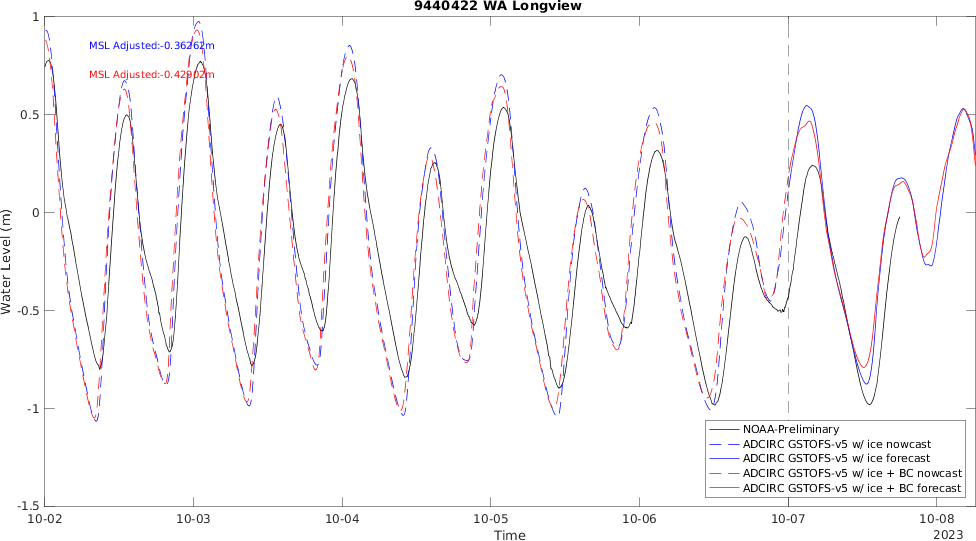 9440422 WA Longview
MSL Adjusted:-0.36262m
MSL Adjusted:-0.42902m
Water Level (m)
1
0.5
0
-0.5
-1
-1.5
10-02 10-03 10-04 10-05 10-06 10-07 10-08
Time
2023
NOAA-Preliminary
ADCIRC GSTOFS-v5 w/ ice nowcast
ADCIRC GSTOFS-v5 w/ ice forecast
ADCIRC GSTOFS-v5 w/ ice + BC nowcast
ADCIRC GSTOFS-v5 w/ ice + BC forecast